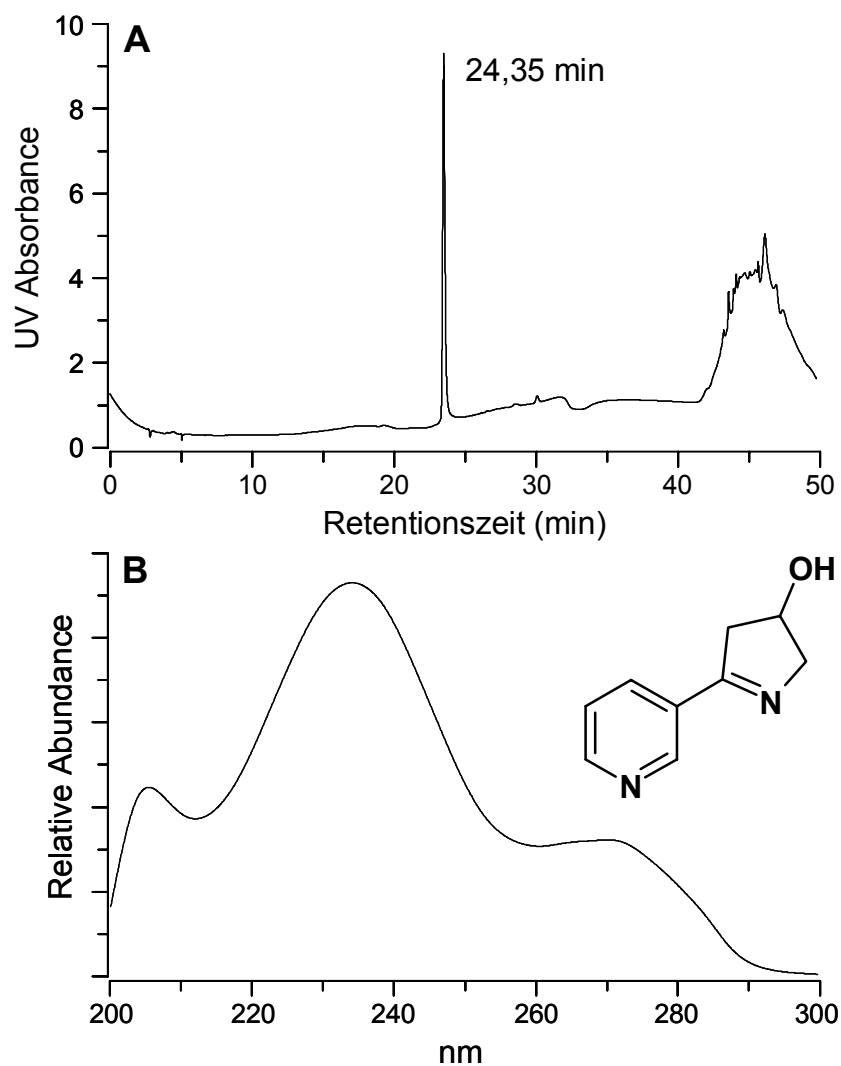 A
24,35 min
UV Absorbance
10
8
6
4
2
0
0 10 20 30 40 50
Retentionszeit (min)
B
OH
N
N
Relative Abundance
200 220 240 260 280 300
nm